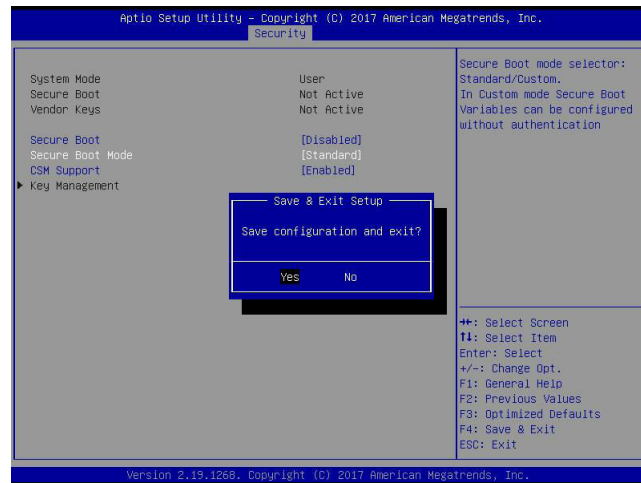 Aptio Setup Utility – Copyright (C) 2017 American Megatrends, Inc.
Security
System Mode User
Secure Boot Not Active
Vendor Keys Not Active
Secure Boot [Disabled]
Secure Boot Mode [Standard]
CSM Support [Enabled]
Key Management
Save & Exit Setup
Save configuration and exit?
Yes No
Secure Boot mode selector:
Standard/Custom.
In Custom mode Secure Boot
Variables can be configured
without authentication
→←: Select Screen
↑↓: Select Item
Enter: Select
+/-: Change Opt.
F1: General Help
F2: Previous Values
F3: Optimized Defaults
F4: Save & Exit
ESC: Exit
Version 2.19.1268. Copyright (C) 2017 American Megatrends, Inc.